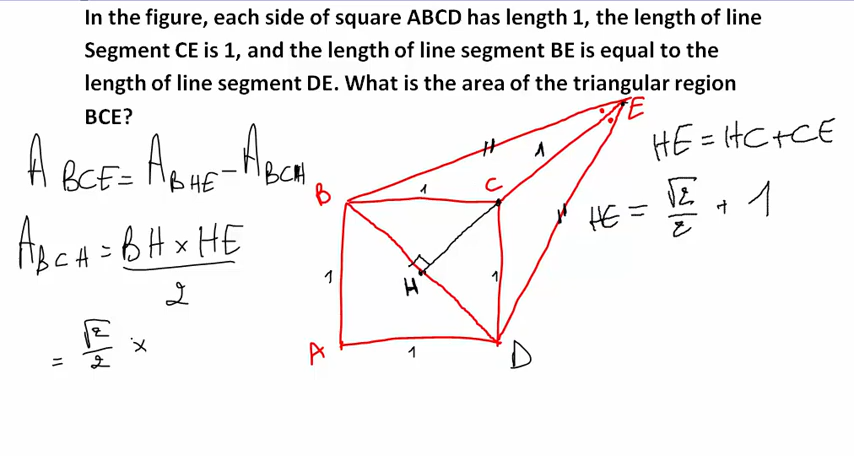 In the figure, each side of square ABCD has length 1, the length of line
Segment CE is 1, and the length of line segment BE is equal to the
length of line segment DE. What is the area of the triangular region
BCE?
A BCE = A BHE - A BCH
A BCH = BH × HE
2
= √2/2 ×
HE = HC + CE
HE = √2/2 + 1
E
1
B
1
C
1
H
1
A
1
D